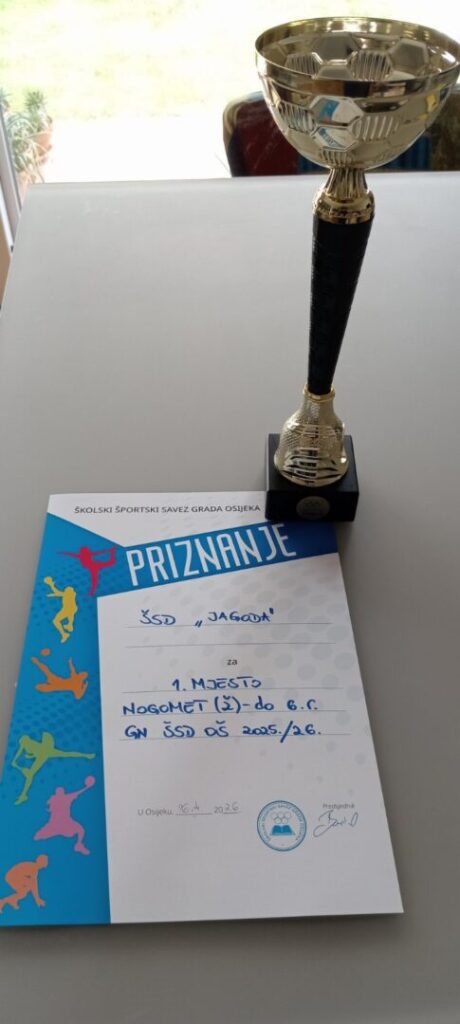 ŠKOLSKI ŠPORTSKI SAVEZ GRADA OSIJEKA
PRIZNANJE
ŠSD „JAGODA"
za
1. MJESTO
NOGOMET (Ž) - do 6. r.
GN ŠSD OŠ 2025./26.
U Osijeku, 16.4 2026.
Predsjednik